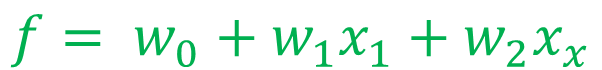 f = w₀ + w₁x₁ + w₂xₓ